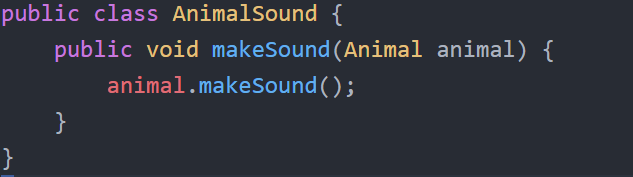 public class AnimalSound {
    public void makeSound(Animal animal) {
        animal.makeSound();
    }
}